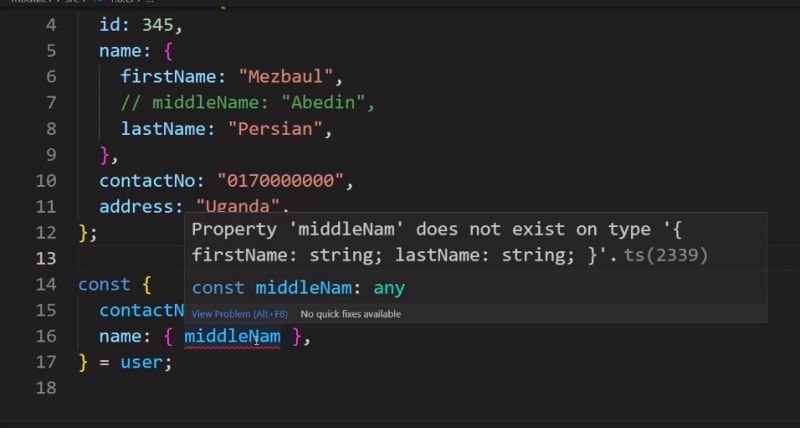 4 id: 345,
5 name: {
6 firstName: "Mezbaul",
7 // middleName: "Abedin",
8 lastName: "Persian",
9 },
10 contactNo: "0170000000",
11 address: "Uganda",
12 };
Property 'middleNam' does not exist on type '{
13 firstName: string; lastName: string; }'. ts(2339)
14 const {
const middleNam: any
15 contactN
View Problem (Alt+F8) No quick fixes available
16 name: { middleNam },
17 } = user;
18